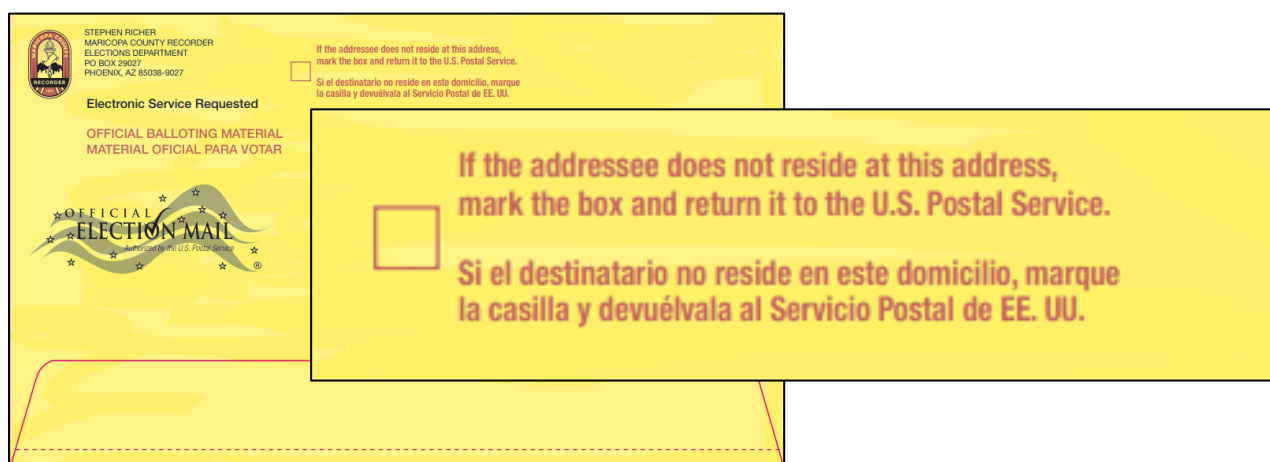 STEPHEN RICHER
MARICOPA COUNTY RECORDER
ELECTIONS DEPARTMENT
PO BOX 29027
PHOENIX, AZ 85038-9027
MARICOPA COUNTY
RECORDER
Electronic Service Requested
OFFICIAL BALLOTING MATERIAL
MATERIAL OFICIAL PARA VOTAR
If the addressee does not reside at this address,
mark the box and return it to the U.S. Postal Service.
Si el destinatario no reside en este domicilio, marque
la casilla y devuélvala al Servicio Postal de EE. UU.
OFFICIAL
ELECTION MAIL
Authorized by the U.S. Postal Service
®
If the addressee does not reside at this address,
mark the box and return it to the U.S. Postal Service.
Si el destinatario no reside en este domicilio, marque
la casilla y devuélvala al Servicio Postal de EE. UU.